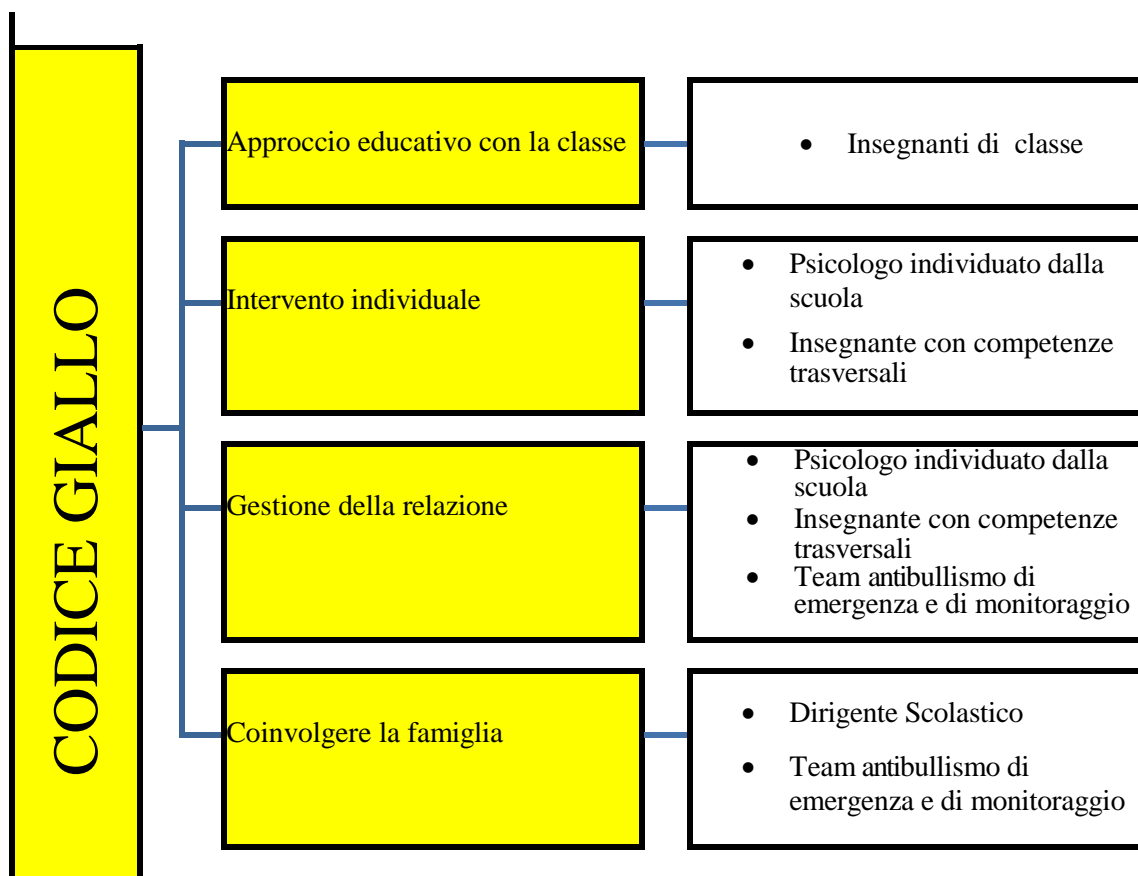 CODICE GIALLO
Approccio educativo con la classe
• Insegnanti di classe
Intervento individuale
• Psicologo individuato dalla
scuola
• Insegnante con competenze
trasversali
Gestione della relazione
• Psicologo individuato dalla
scuola
• Insegnante con competenze
trasversali
• Team antibullismo di
emergenza e di monitoraggio
Coinvolgere la famiglia
• Dirigente Scolastico
• Team antibullismo di
emergenza e di monitoraggio